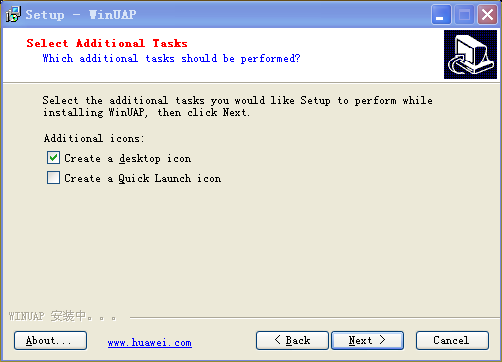 Setup - WinUAP
Select Additional Tasks
Which additional tasks should be performed?
Select the additional tasks you would like Setup to perform while
installing WinUAP, then click Next.
Additional icons:
Create a desktop icon
Create a Quick Launch icon
WINUAP 安装中。。。
About...
www.huawei.com
< Back
Next >
Cancel